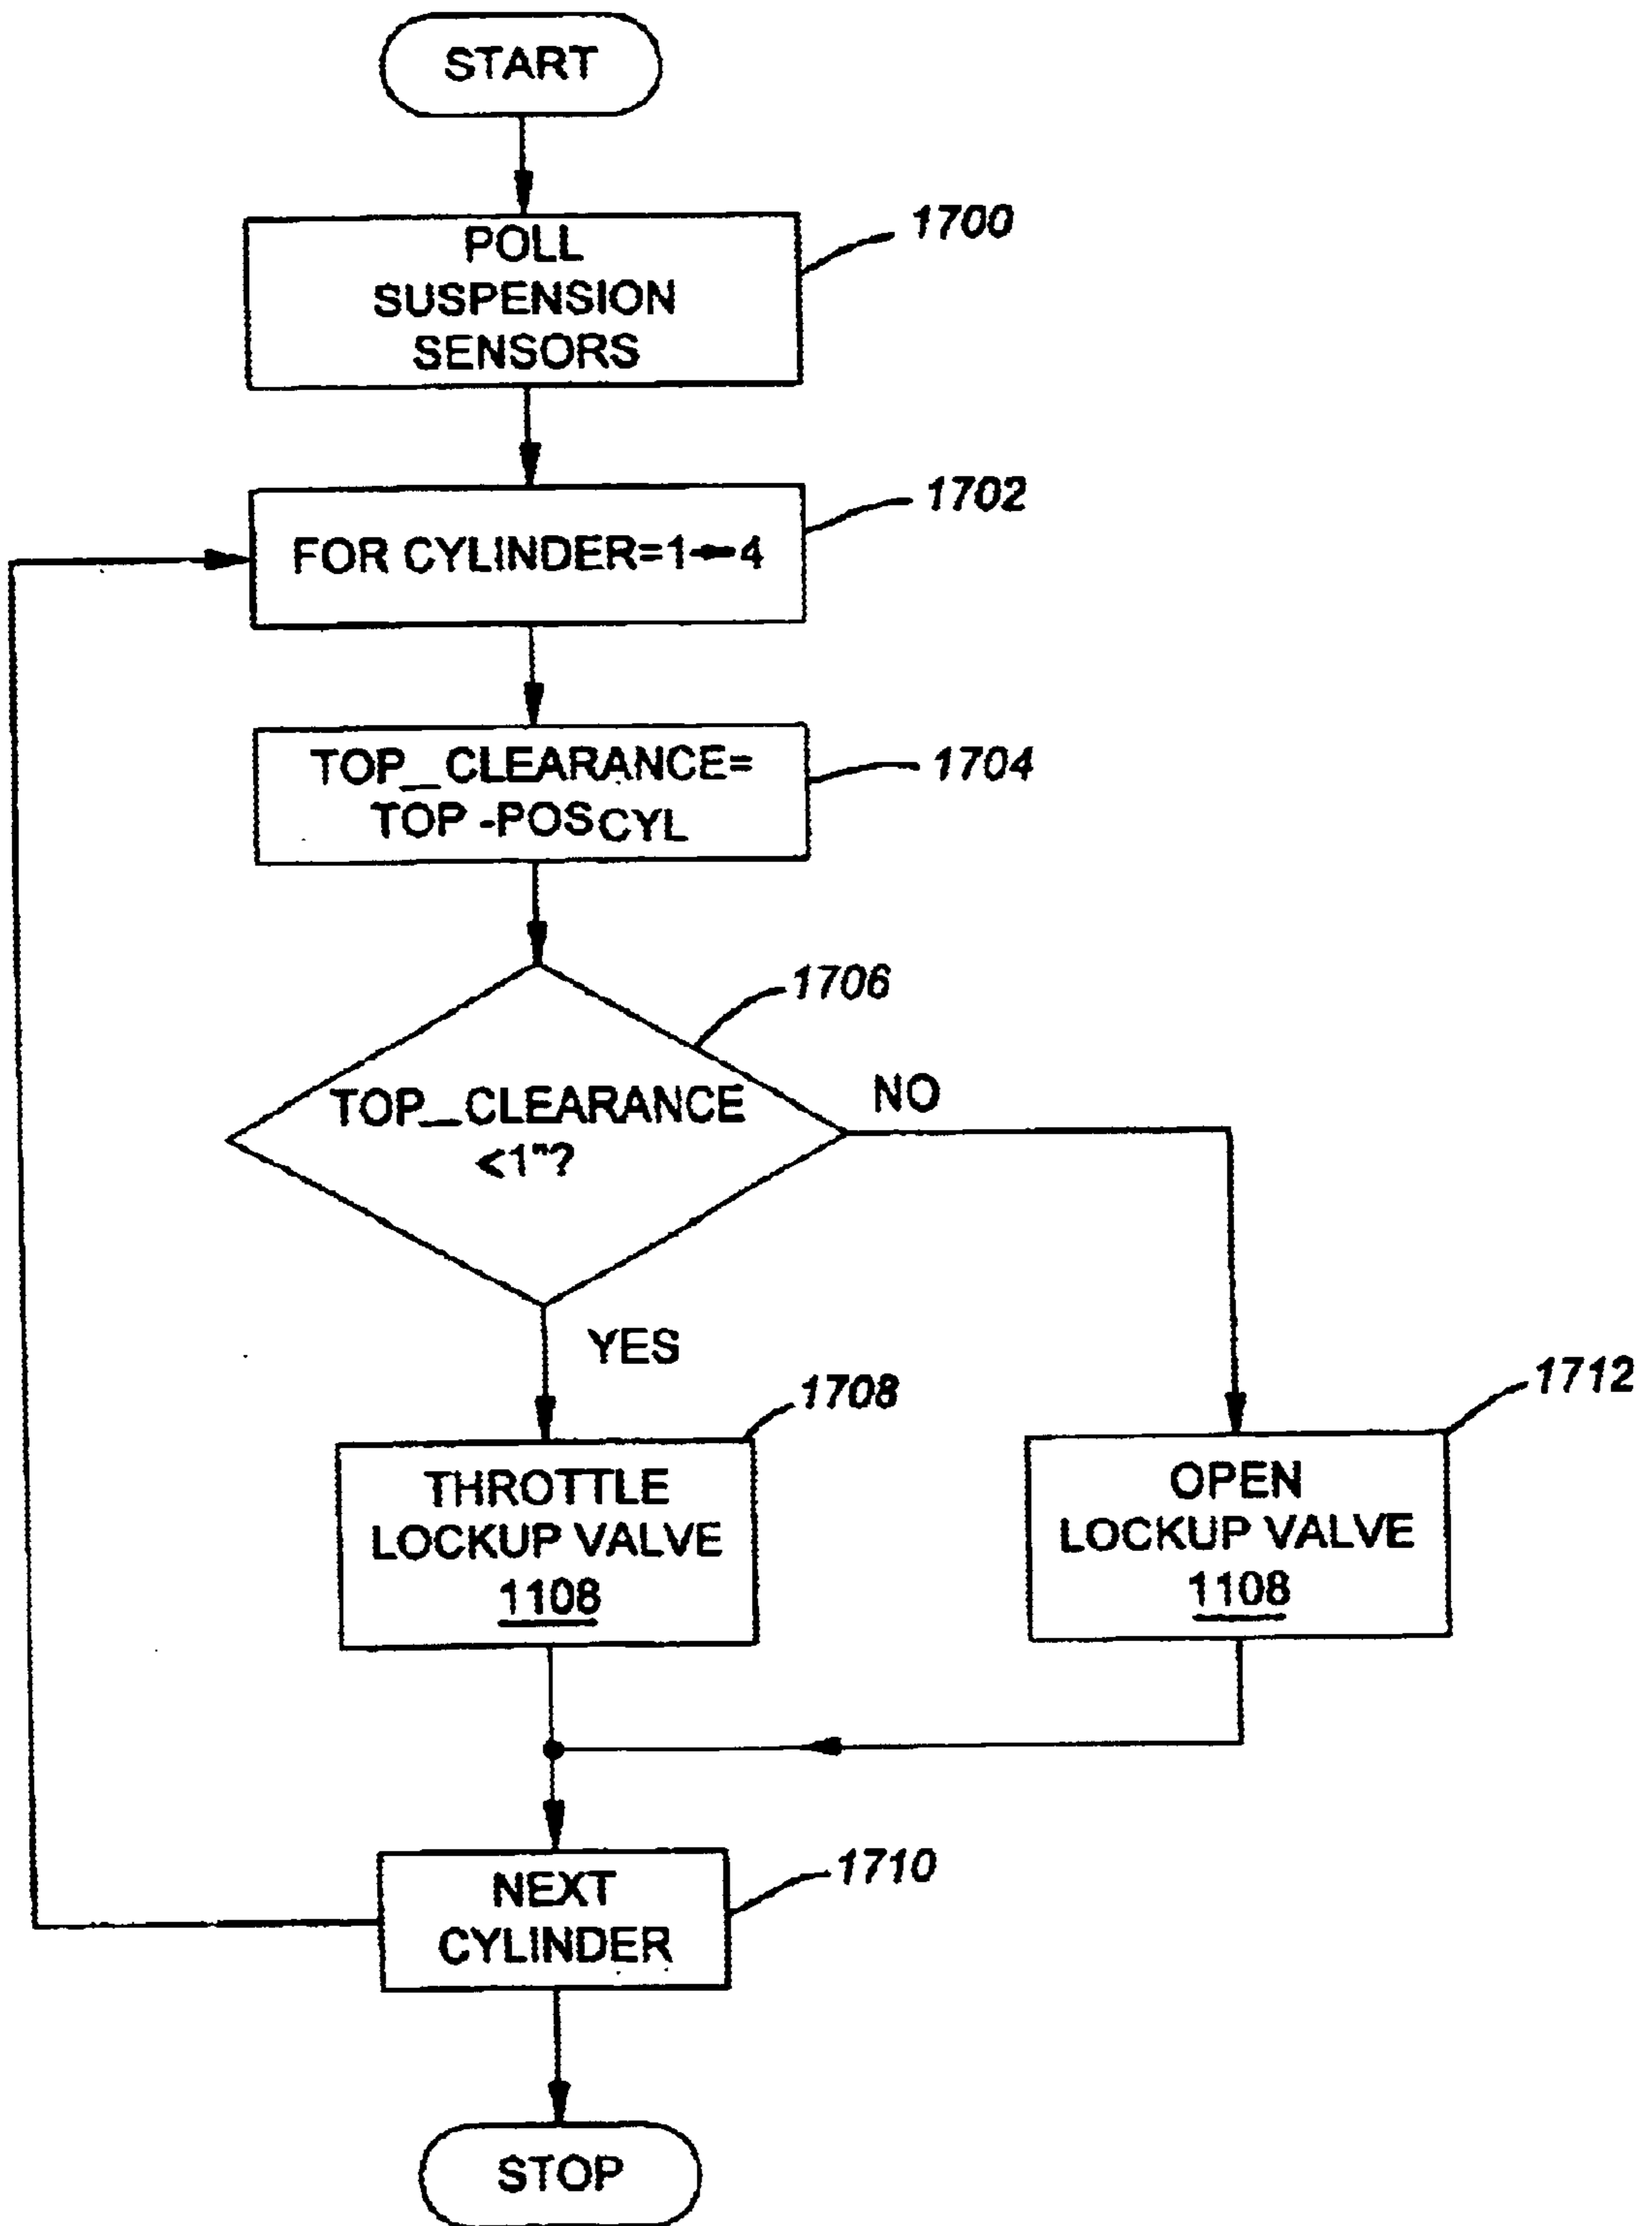 START
POLL
SUSPENSION
SENSORS
1700
FOR CYLINDER=1→4
1702
TOP_CLEARANCE=
TOP -POSCYL
1704
TOP_CLEARANCE
<1"?
1706
NO
YES
THROTTLE
LOCKUP VALVE
1108
1708
OPEN
LOCKUP VALVE
1108
1712
NEXT
CYLINDER
1710
STOP